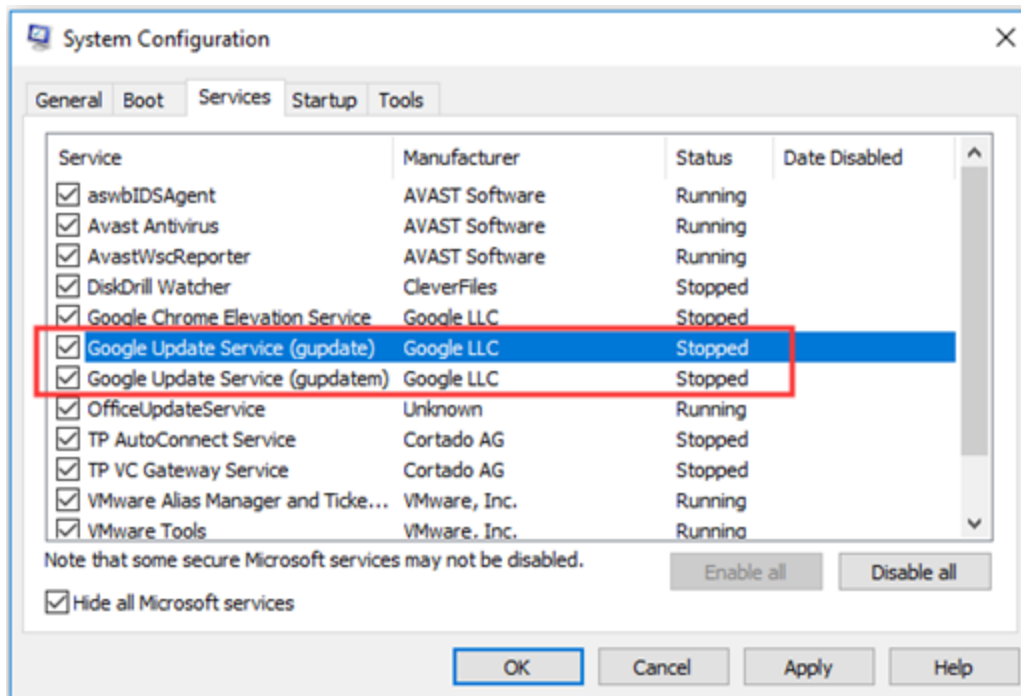 System Configuration
General Boot Services Startup Tools
Service Manufacturer Status Date Disabled
aswbIDSAgent AVAST Software Running
Avast Antivirus AVAST Software Running
AvastWscReporter AVAST Software Running
DiskDrill Watcher CleverFiles Stopped
Google Chrome Elevation Service Google LLC Stopped
Google Update Service (gupdate) Google LLC Stopped
Google Update Service (gupdatem) Google LLC Stopped
OfficeUpdateService Unknown Running
TP AutoConnect Service Cortado AG Stopped
TP VC Gateway Service Cortado AG Stopped
VMware Alias Manager and Ticke... VMware, Inc. Running
VMware Tools VMware, Inc. Running
Note that some secure Microsoft services may not be disabled.
Enable all Disable all
Hide all Microsoft services
OK Cancel Apply Help